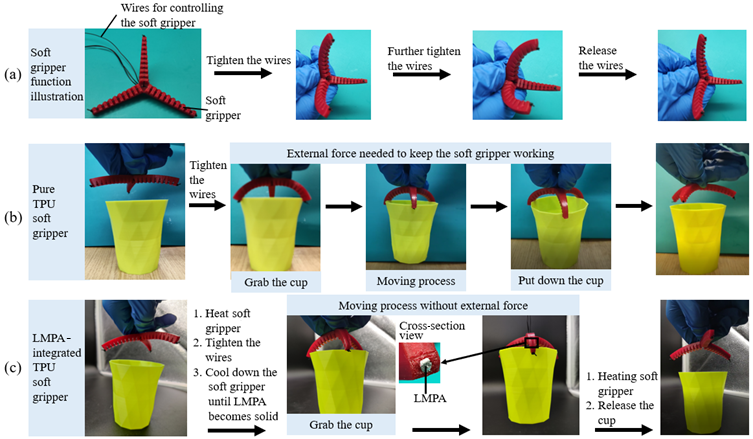 Wires for controlling
the soft gripper
(a)
Soft
gripper
function
illustration
Soft
gripper
Tighten the wires
Further tighten
the wires
Release
the wires
(b)
Pure
TPU
soft
gripper
Tighten
the
wires
External force needed to keep the soft gripper working
Grab the cup
Moving process
Put down the cup
(c)
LMPA–
integrated
TPU
soft
gripper
1. Heat soft
gripper
2. Tighten the
wires
3. Cool down the
soft gripper
until LMPA
becomes solid
Moving process without external force
Cross-section
view
LMPA
Grab the cup
1. Heating soft
gripper
2. Release the
cup